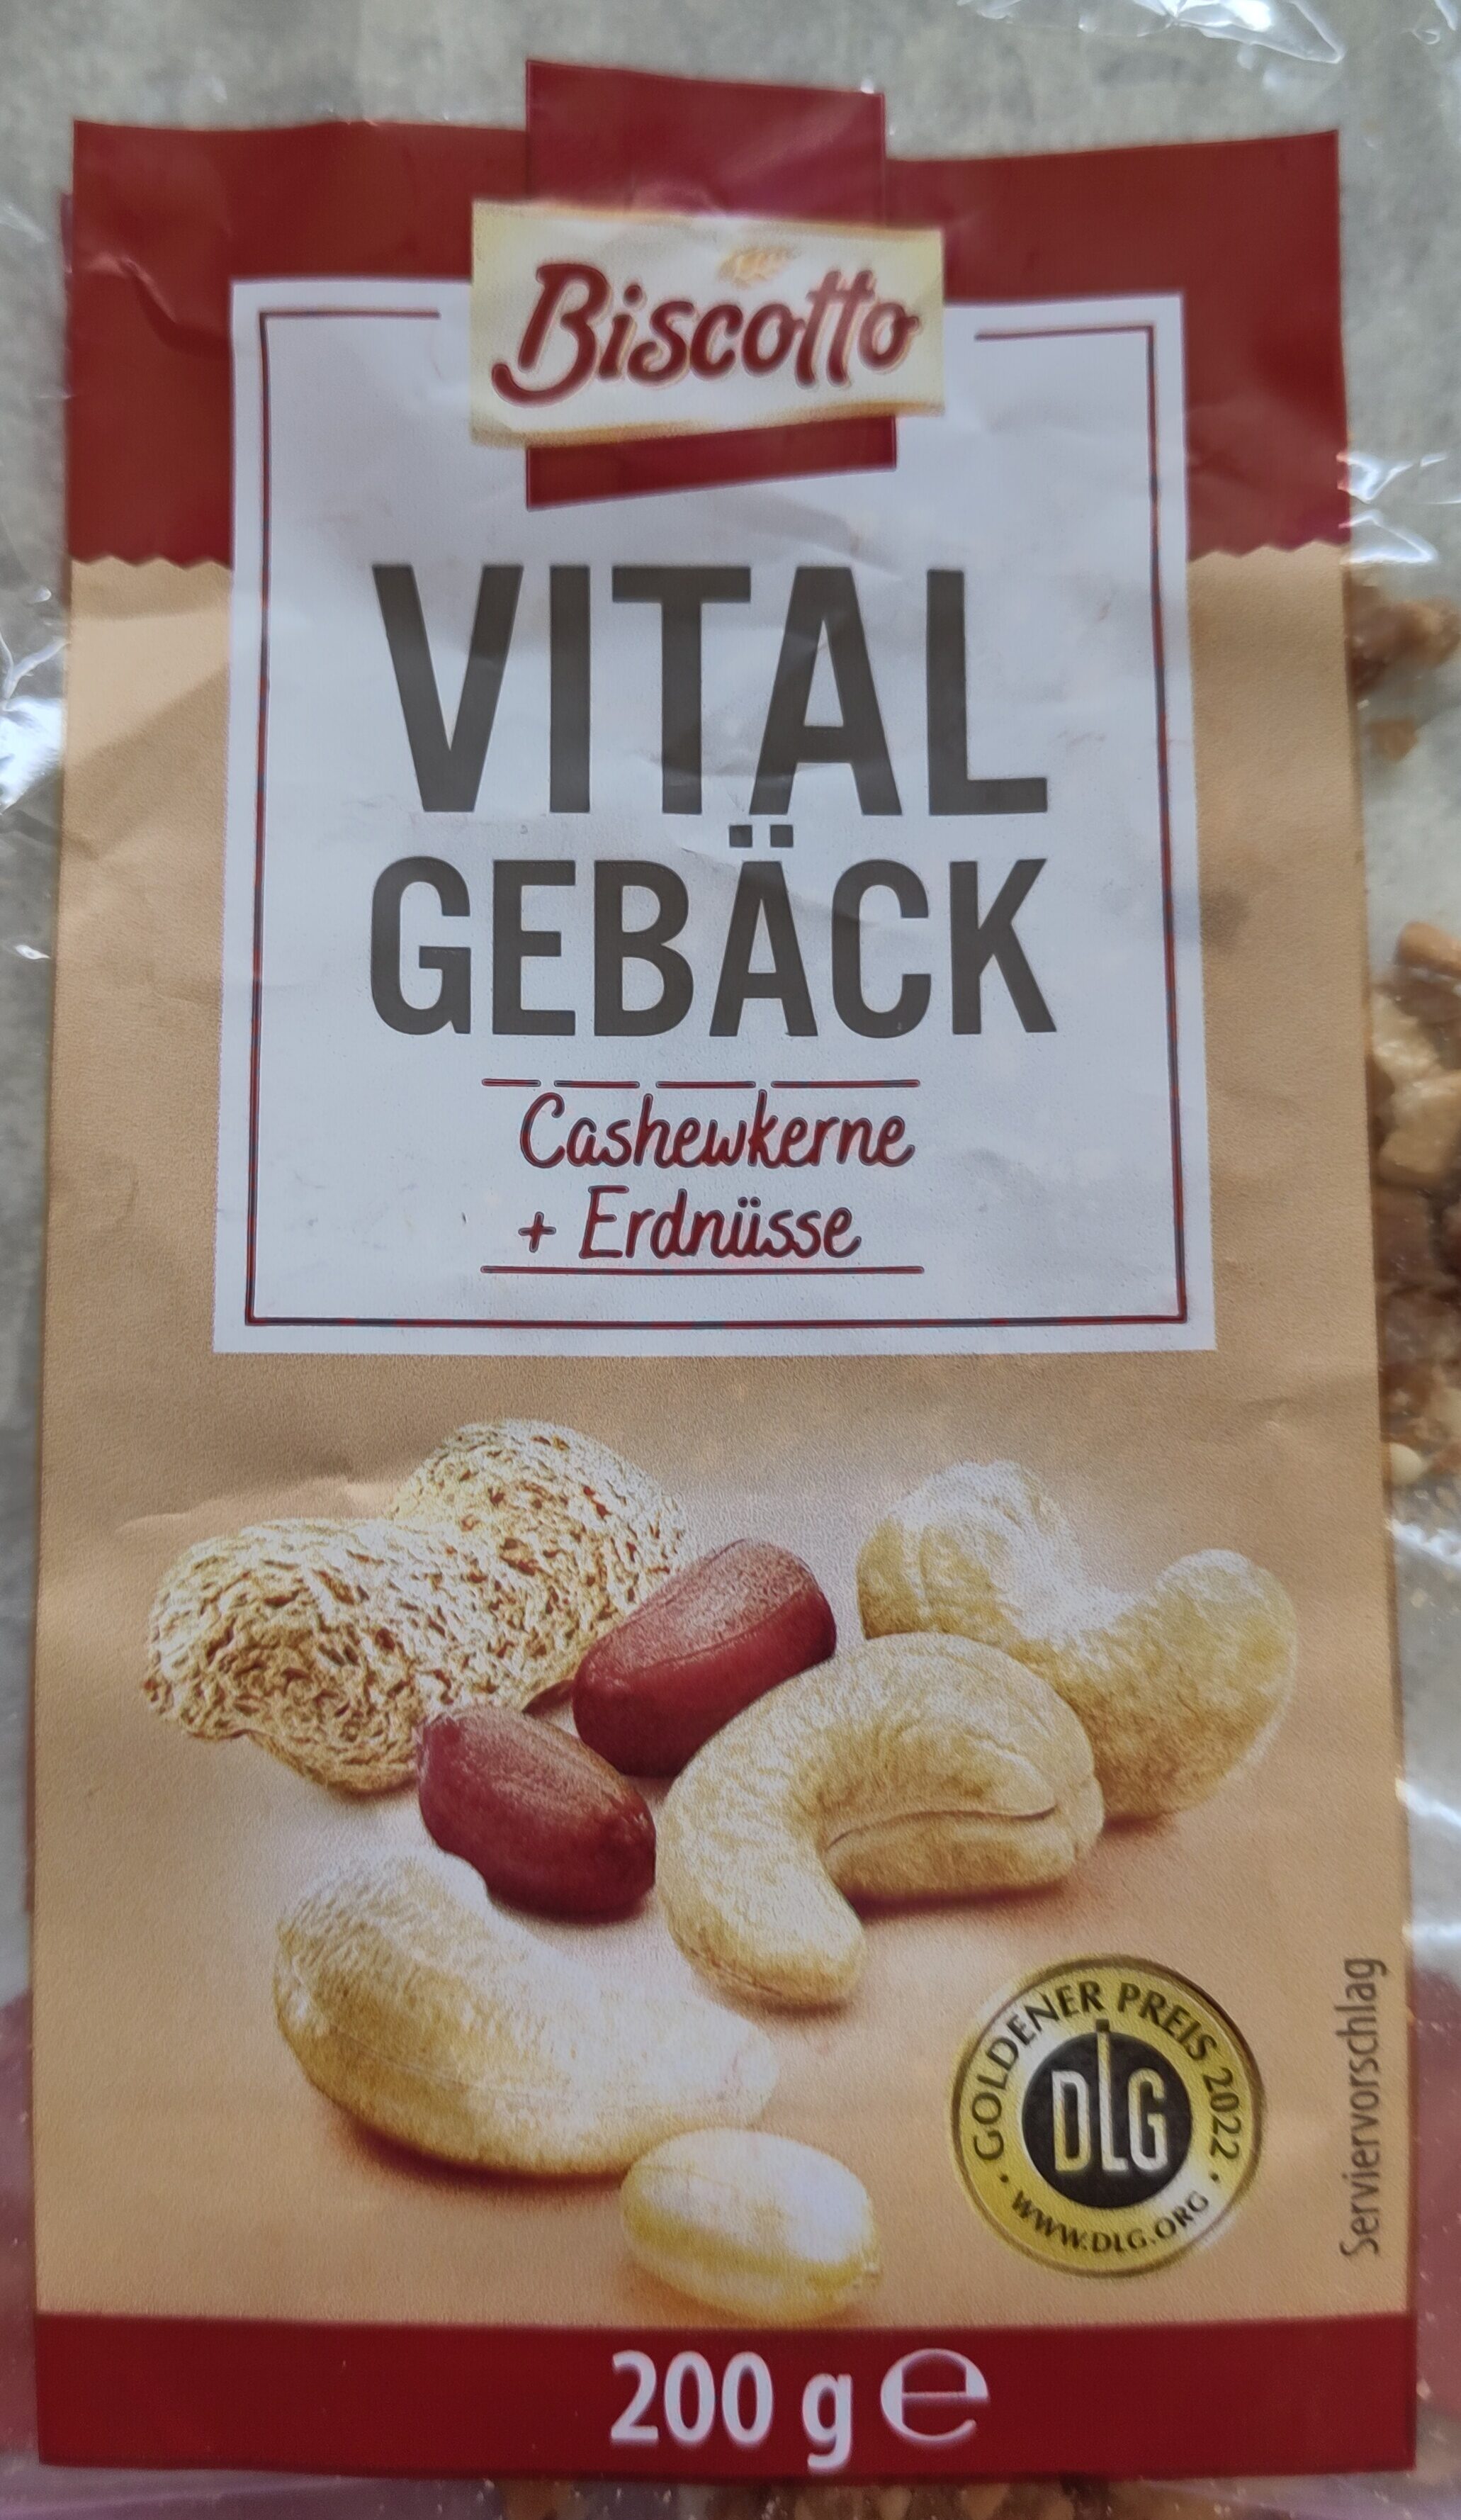 Biscotto
VITAL
GEBÄCK
Cashewkerne
+ Erdnüsse
GOLDENER PREIS 2022
DLG
WWW.DLG.ORG
Serviervorschlag
200 g ℮